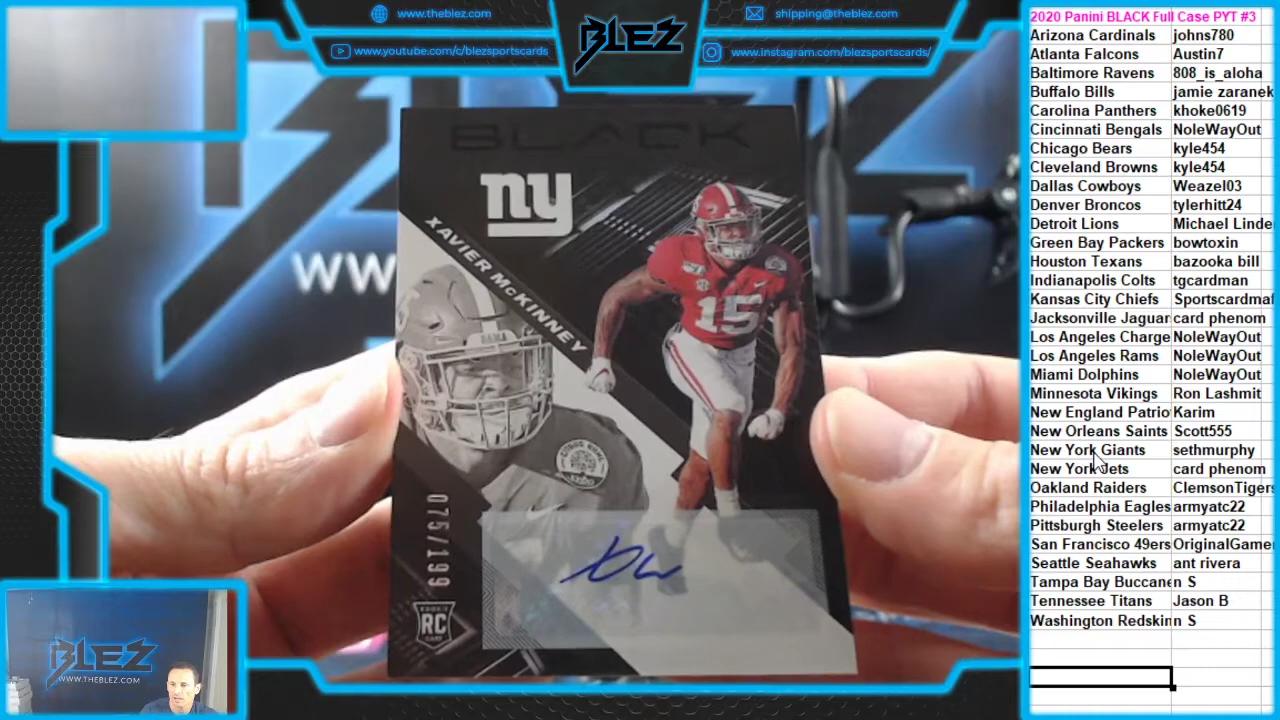 www.theblez.com
shipping@theblez.com
www.youtube.com/c/blezsportscards
www.instagram.com/blezsportscards/
BLEZ
BLACK
ny
XAVIER McKINNEY
15
BAMA
075/199
ROOKIE
RC
CARD
WW
BLEZ
WWW.THEBLEZ.COM
2020 Panini BLACK Full Case PYT #3
Arizona Cardinals johns780
Atlanta Falcons Austin7
Baltimore Ravens 808_is_aloha
Buffalo Bills jamie zaranek
Carolina Panthers khoke0619
Cincinnati Bengals NoleWayOut
Chicago Bears kyle454
Cleveland Browns kyle454
Dallas Cowboys Weazel03
Denver Broncos tylerhitt24
Detroit Lions Michael Linde
Green Bay Packers bowtoxin
Houston Texans bazooka bill
Indianapolis Colts tgcardman
Kansas City Chiefs Sportscardma
Jacksonville Jaguar card phenom
Los Angeles Charge NoleWayOut
Los Angeles Rams NoleWayOut
Miami Dolphins NoleWayOut
Minnesota Vikings Ron Lashmit
New England Patrio Karim
New Orleans Saints Scott555
New York Giants sethmurphy
New York Jets card phenom
Oakland Raiders ClemsonTigers
Philadelphia Eagles armyatc22
Pittsburgh Steelers armyatc22
San Francisco 49ers OriginalGame
Seattle Seahawks ant rivera
Tampa Bay Buccane n S
Tennessee Titans Jason B
Washington Redskin n S